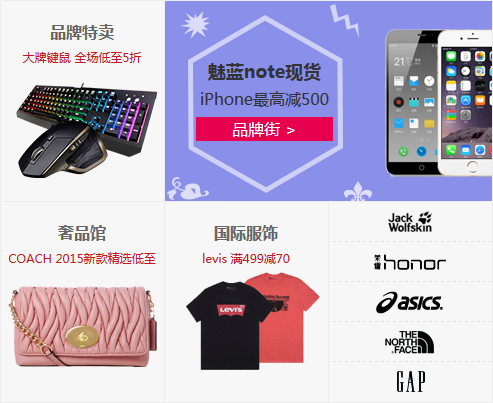 品牌特卖
大牌键鼠 全场低至5折
魅蓝note现货
iPhone最高减500
品牌街 >
奢品馆
COACH 2015新款精选低至
国际服饰
levis 满499减70
Levi's
Jack
Wolfskin
荣耀 honor
asics.
THE
NORTH
FACE
GAP